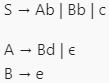 S → Ab | Bb | c
A → Bd | ϵ
B → e